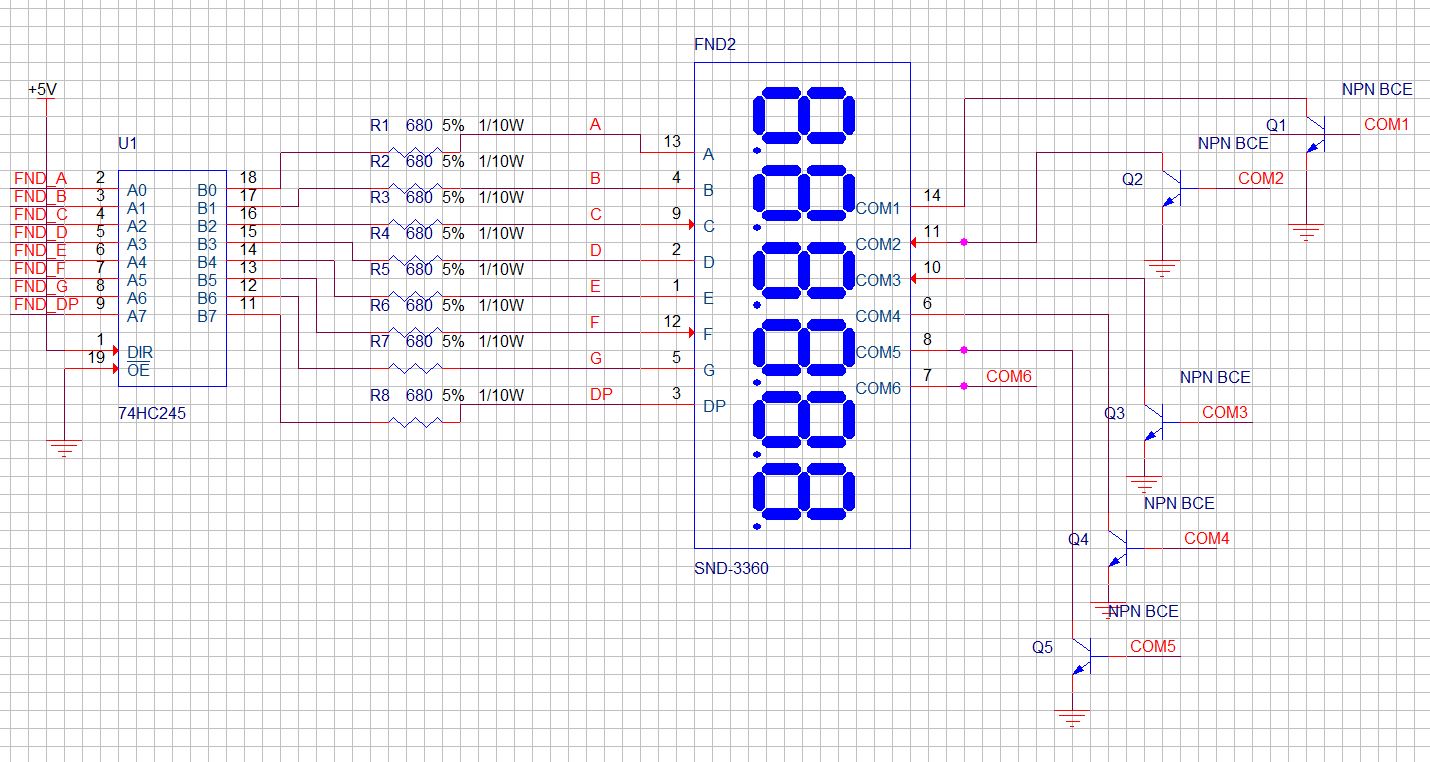 FND2
+5V
NPN BCE
R1 680 5% 1/10W
A
Q1
COM1
U1
13
NPN BCE
A
R2 680 5% 1/10W
FND_A 2 A0 B0 18
B
4
B
Q2
COM2
FND_B 3 A1 B1 17
R3 680 5% 1/10W
14
COM1
FND_C 4 A2 B2 16
C
9
C
FND_D 5 A3 B3 15
R4 680 5% 1/10W
11
COM2
FND_E 6 A4 B4 14
D
2
D
FND_F 7 A5 B5 13
R5 680 5% 1/10W
10
COM3
FND_G 8 A6 B6 12
E
1
E
FND_DP 9 A7 B7 11
R6 680 5% 1/10W
6
COM4
F
12
F
1 DIR
R7 680 5% 1/10W
8
COM5
19 OE
G
5
G
7
COM6
COM6
NPN BCE
R8 680 5% 1/10W
DP
3
DP
74HC245
Q3
COM3
NPN BCE
Q4
COM4
SND-3360
NPN BCE
Q5
COM5